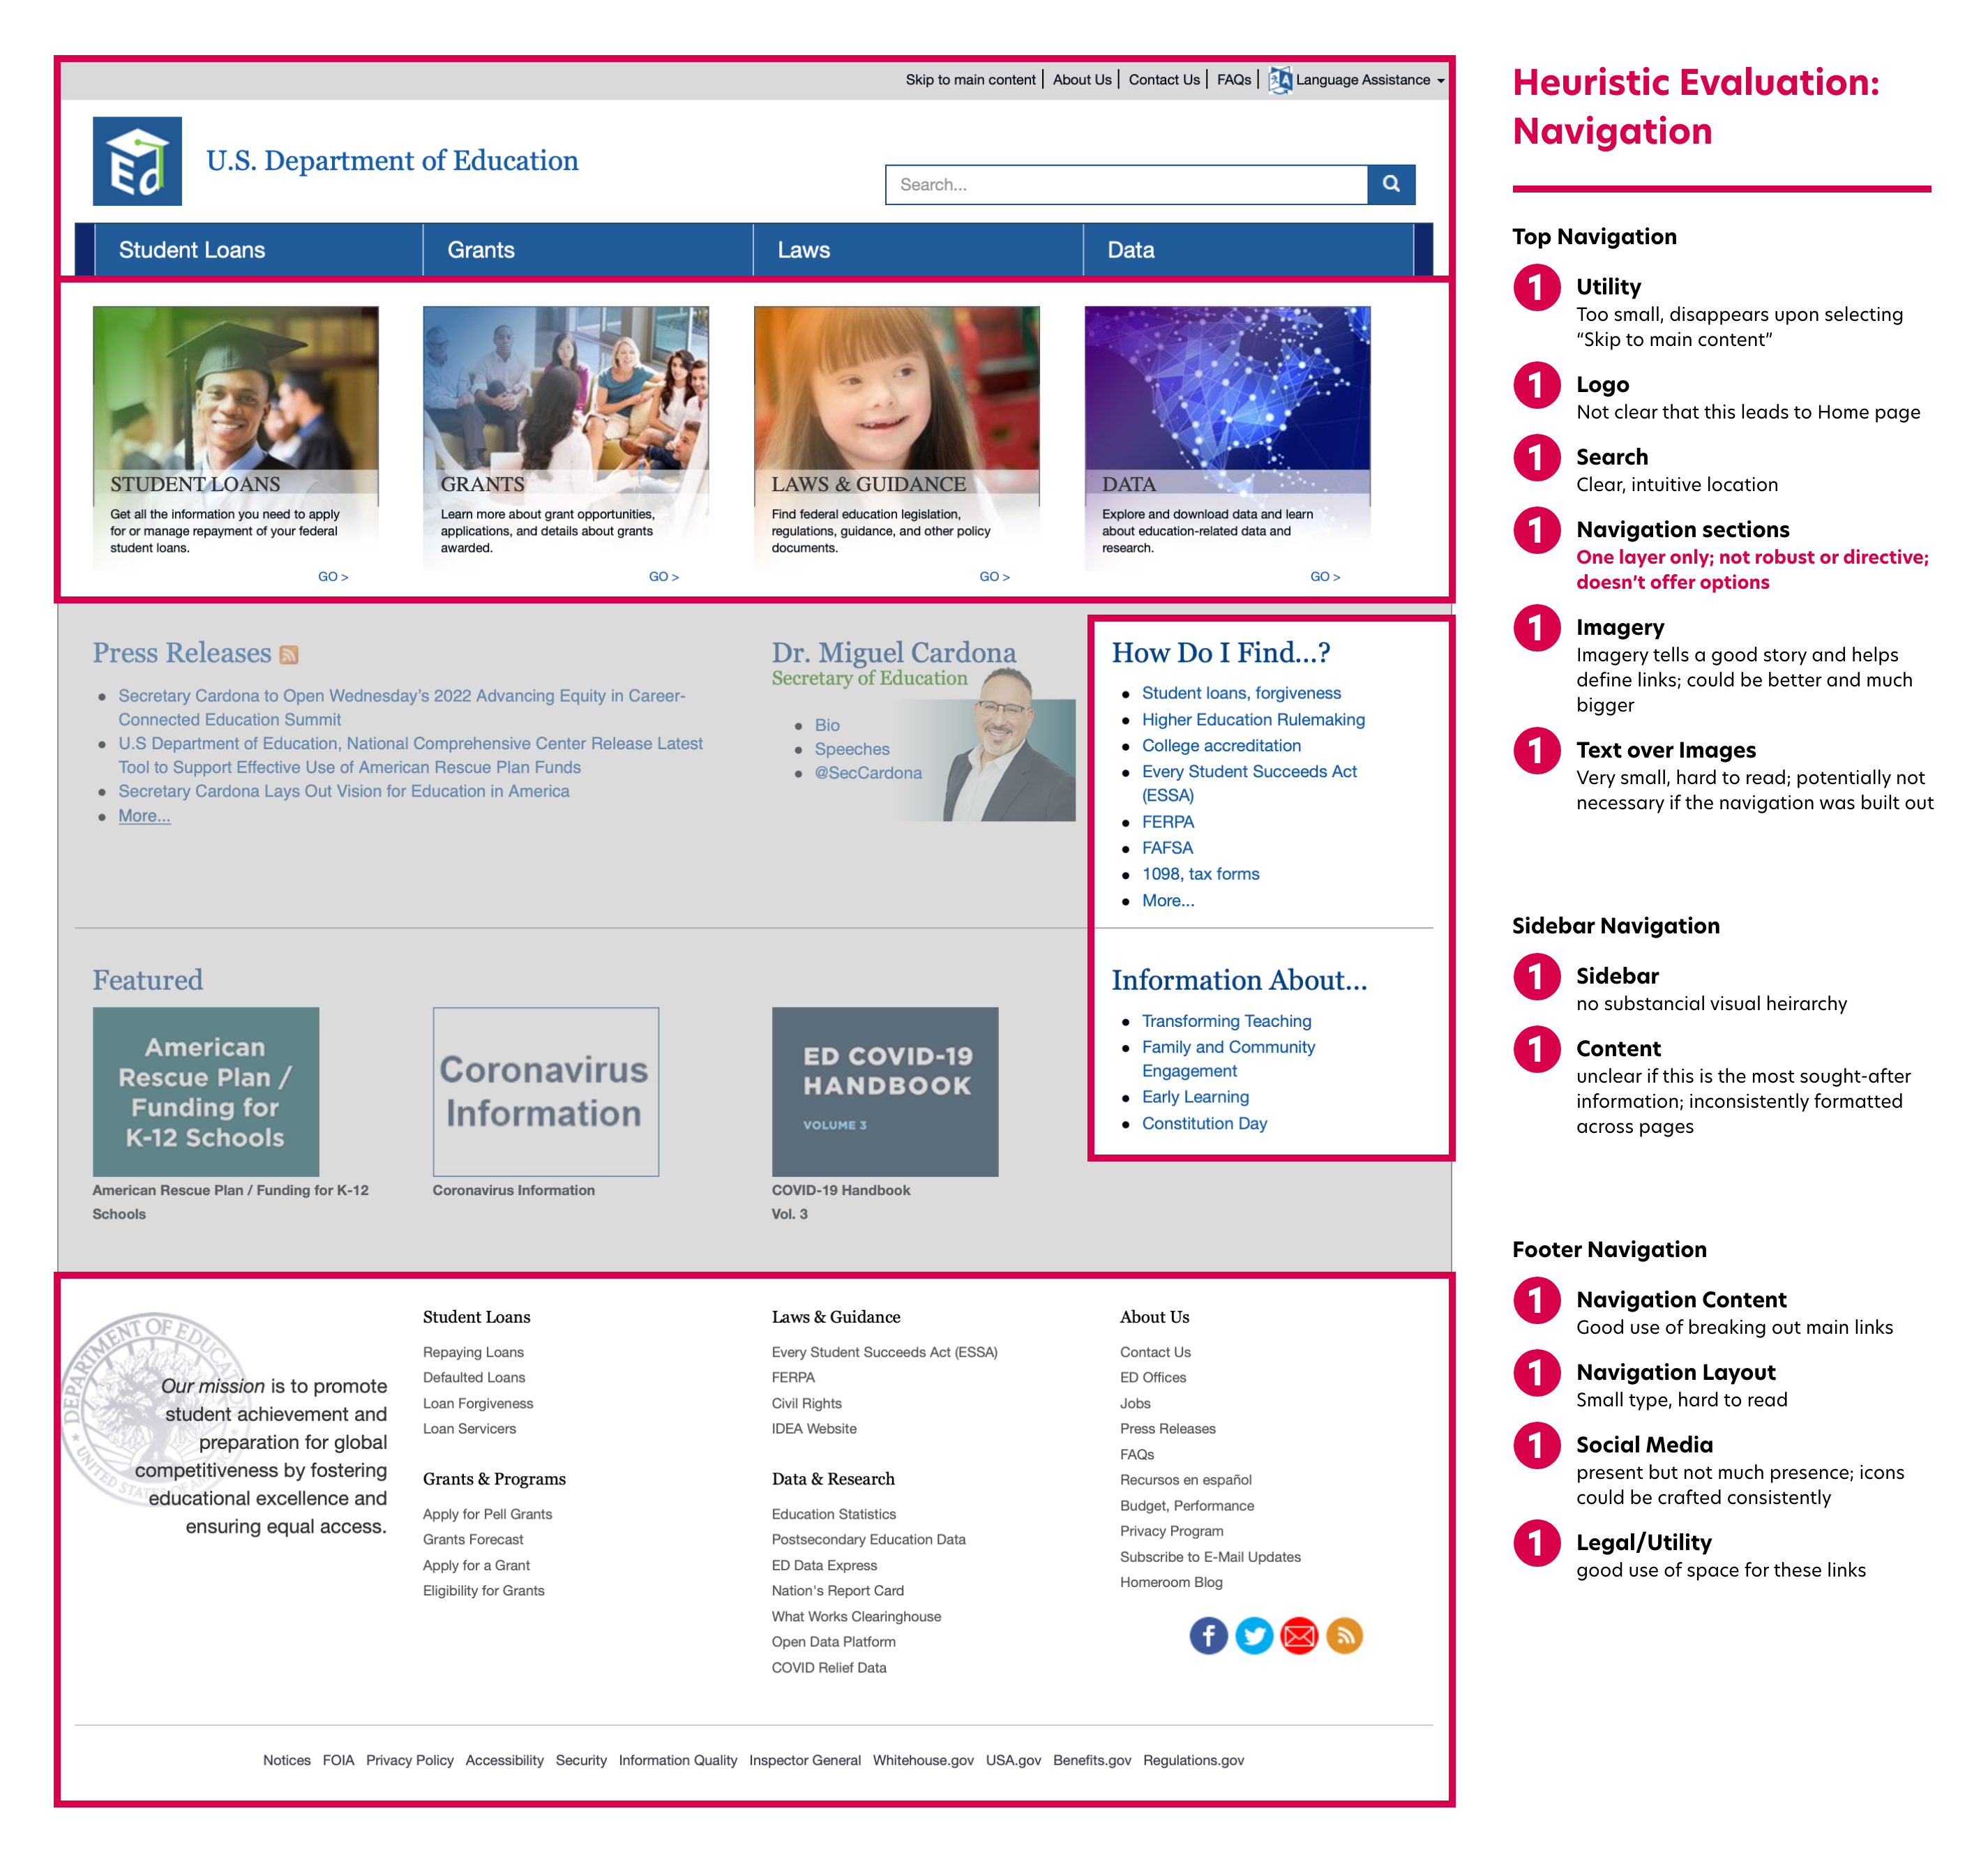 Skip to main content
About Us
Contact Us
FAQs
Language Assistance
Ed
U.S. Department of Education
Search...
Student Loans
Grants
Laws
Data
STUDENT LOANS
Get all the information you need to apply
for or manage repayment of your federal
student loans.
GO >
GRANTS
Learn more about grant opportunities,
applications, and details about grants
awarded.
GO >
LAWS & GUIDANCE
Find federal education legislation,
regulations, guidance, and other policy
documents.
GO >
DATA
Explore and download data and learn
about education-related data and
research.
GO >
Press Releases
Secretary Cardona to Open Wednesday's 2022 Advancing Equity in Career-
Connected Education Summit
U.S Department of Education, National Comprehensive Center Release Latest
Tool to Support Effective Use of American Rescue Plan Funds
Secretary Cardona Lays Out Vision for Education in America
More...
Dr. Miguel Cardona
Secretary of Education
Bio
Speeches
@SecCardona
How Do I Find...?
Student loans, forgiveness
Higher Education Rulemaking
College accreditation
Every Student Succeeds Act
(ESSA)
FERPA
FAFSA
1098, tax forms
More...
Featured
American
Rescue Plan /
Funding for
K-12 Schools
American Rescue Plan / Funding for K-12
Schools
Coronavirus
Information
Coronavirus Information
ED COVID-19
HANDBOOK
VOLUME 3
COVID-19 Handbook
Vol. 3
Information About...
Transforming Teaching
Family and Community
Engagement
Early Learning
Constitution Day
DEPARTMENT OF EDUCATION
UNITED STATES OF AMERICA
Our mission is to promote
student achievement and
preparation for global
competitiveness by fostering
educational excellence and
ensuring equal access.
Student Loans
Repaying Loans
Defaulted Loans
Loan Forgiveness
Loan Servicers
Grants & Programs
Apply for Pell Grants
Grants Forecast
Apply for a Grant
Eligibility for Grants
Laws & Guidance
Every Student Succeeds Act (ESSA)
FERPA
Civil Rights
IDEA Website
Data & Research
Education Statistics
Postsecondary Education Data
ED Data Express
Nation's Report Card
What Works Clearinghouse
Open Data Platform
COVID Relief Data
About Us
Contact Us
ED Offices
Jobs
Press Releases
FAQs
Recursos en español
Budget, Performance
Privacy Program
Subscribe to E-Mail Updates
Homeroom Blog
Notices FOIA Privacy Policy Accessibility Security Information Quality Inspector General Whitehouse.gov USA.gov Benefits.gov Regulations.gov
Heuristic Evaluation:
Navigation
Top Navigation
1 Utility
Too small, disappears upon selecting
“Skip to main content”
1 Logo
Not clear that this leads to Home page
1 Search
Clear, intuitive location
1 Navigation sections
One layer only; not robust or directive;
doesn’t offer options
1 Imagery
Imagery tells a good story and helps
define links; could be better and much
bigger
1 Text over Images
Very small, hard to read; potentially not
necessary if the navigation was built out
Sidebar Navigation
1 Sidebar
no substancial visual heirarchy
1 Content
unclear if this is the most sought-after
information; inconsistently formatted
across pages
Footer Navigation
1 Navigation Content
Good use of breaking out main links
1 Navigation Layout
Small type, hard to read
1 Social Media
present but not much presence; icons
could be crafted consistently
1 Legal/Utility
good use of space for these links